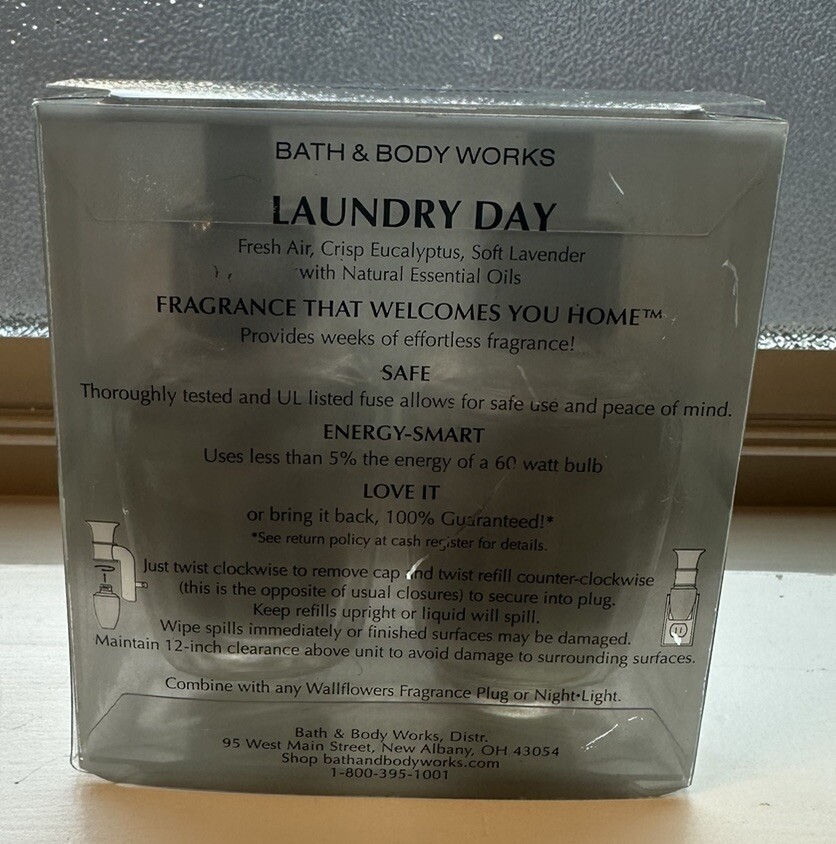 BATH & BODY WORKS
LAUNDRY DAY
Fresh Air, Crisp Eucalyptus, Soft Lavender
with Natural Essential Oils
FRAGRANCE THAT WELCOMES YOU HOME™
Provides weeks of effortless fragrance!
SAFE
Thoroughly tested and UL listed fuse allows for safe use and peace of mind.
ENERGY-SMART
Uses less than 5% the energy of a 60 watt bulb
LOVE IT
or bring it back, 100% Guaranteed!*
*See return policy at cash register for details.
Just twist clockwise to remove cap and twist refill counter-clockwise
(this is the opposite of usual closures) to secure into plug.
Keep refills upright or liquid will spill.
Wipe spills immediately or finished surfaces may be damaged.
Maintain 12-inch clearance above unit to avoid damage to surrounding surfaces.
Combine with any Wallflowers Fragrance Plug or Night•Light.
Bath & Body Works, Distr.
95 West Main Street, New Albany, OH 43054
Shop bathandbodyworks.com
1-800-395-1001